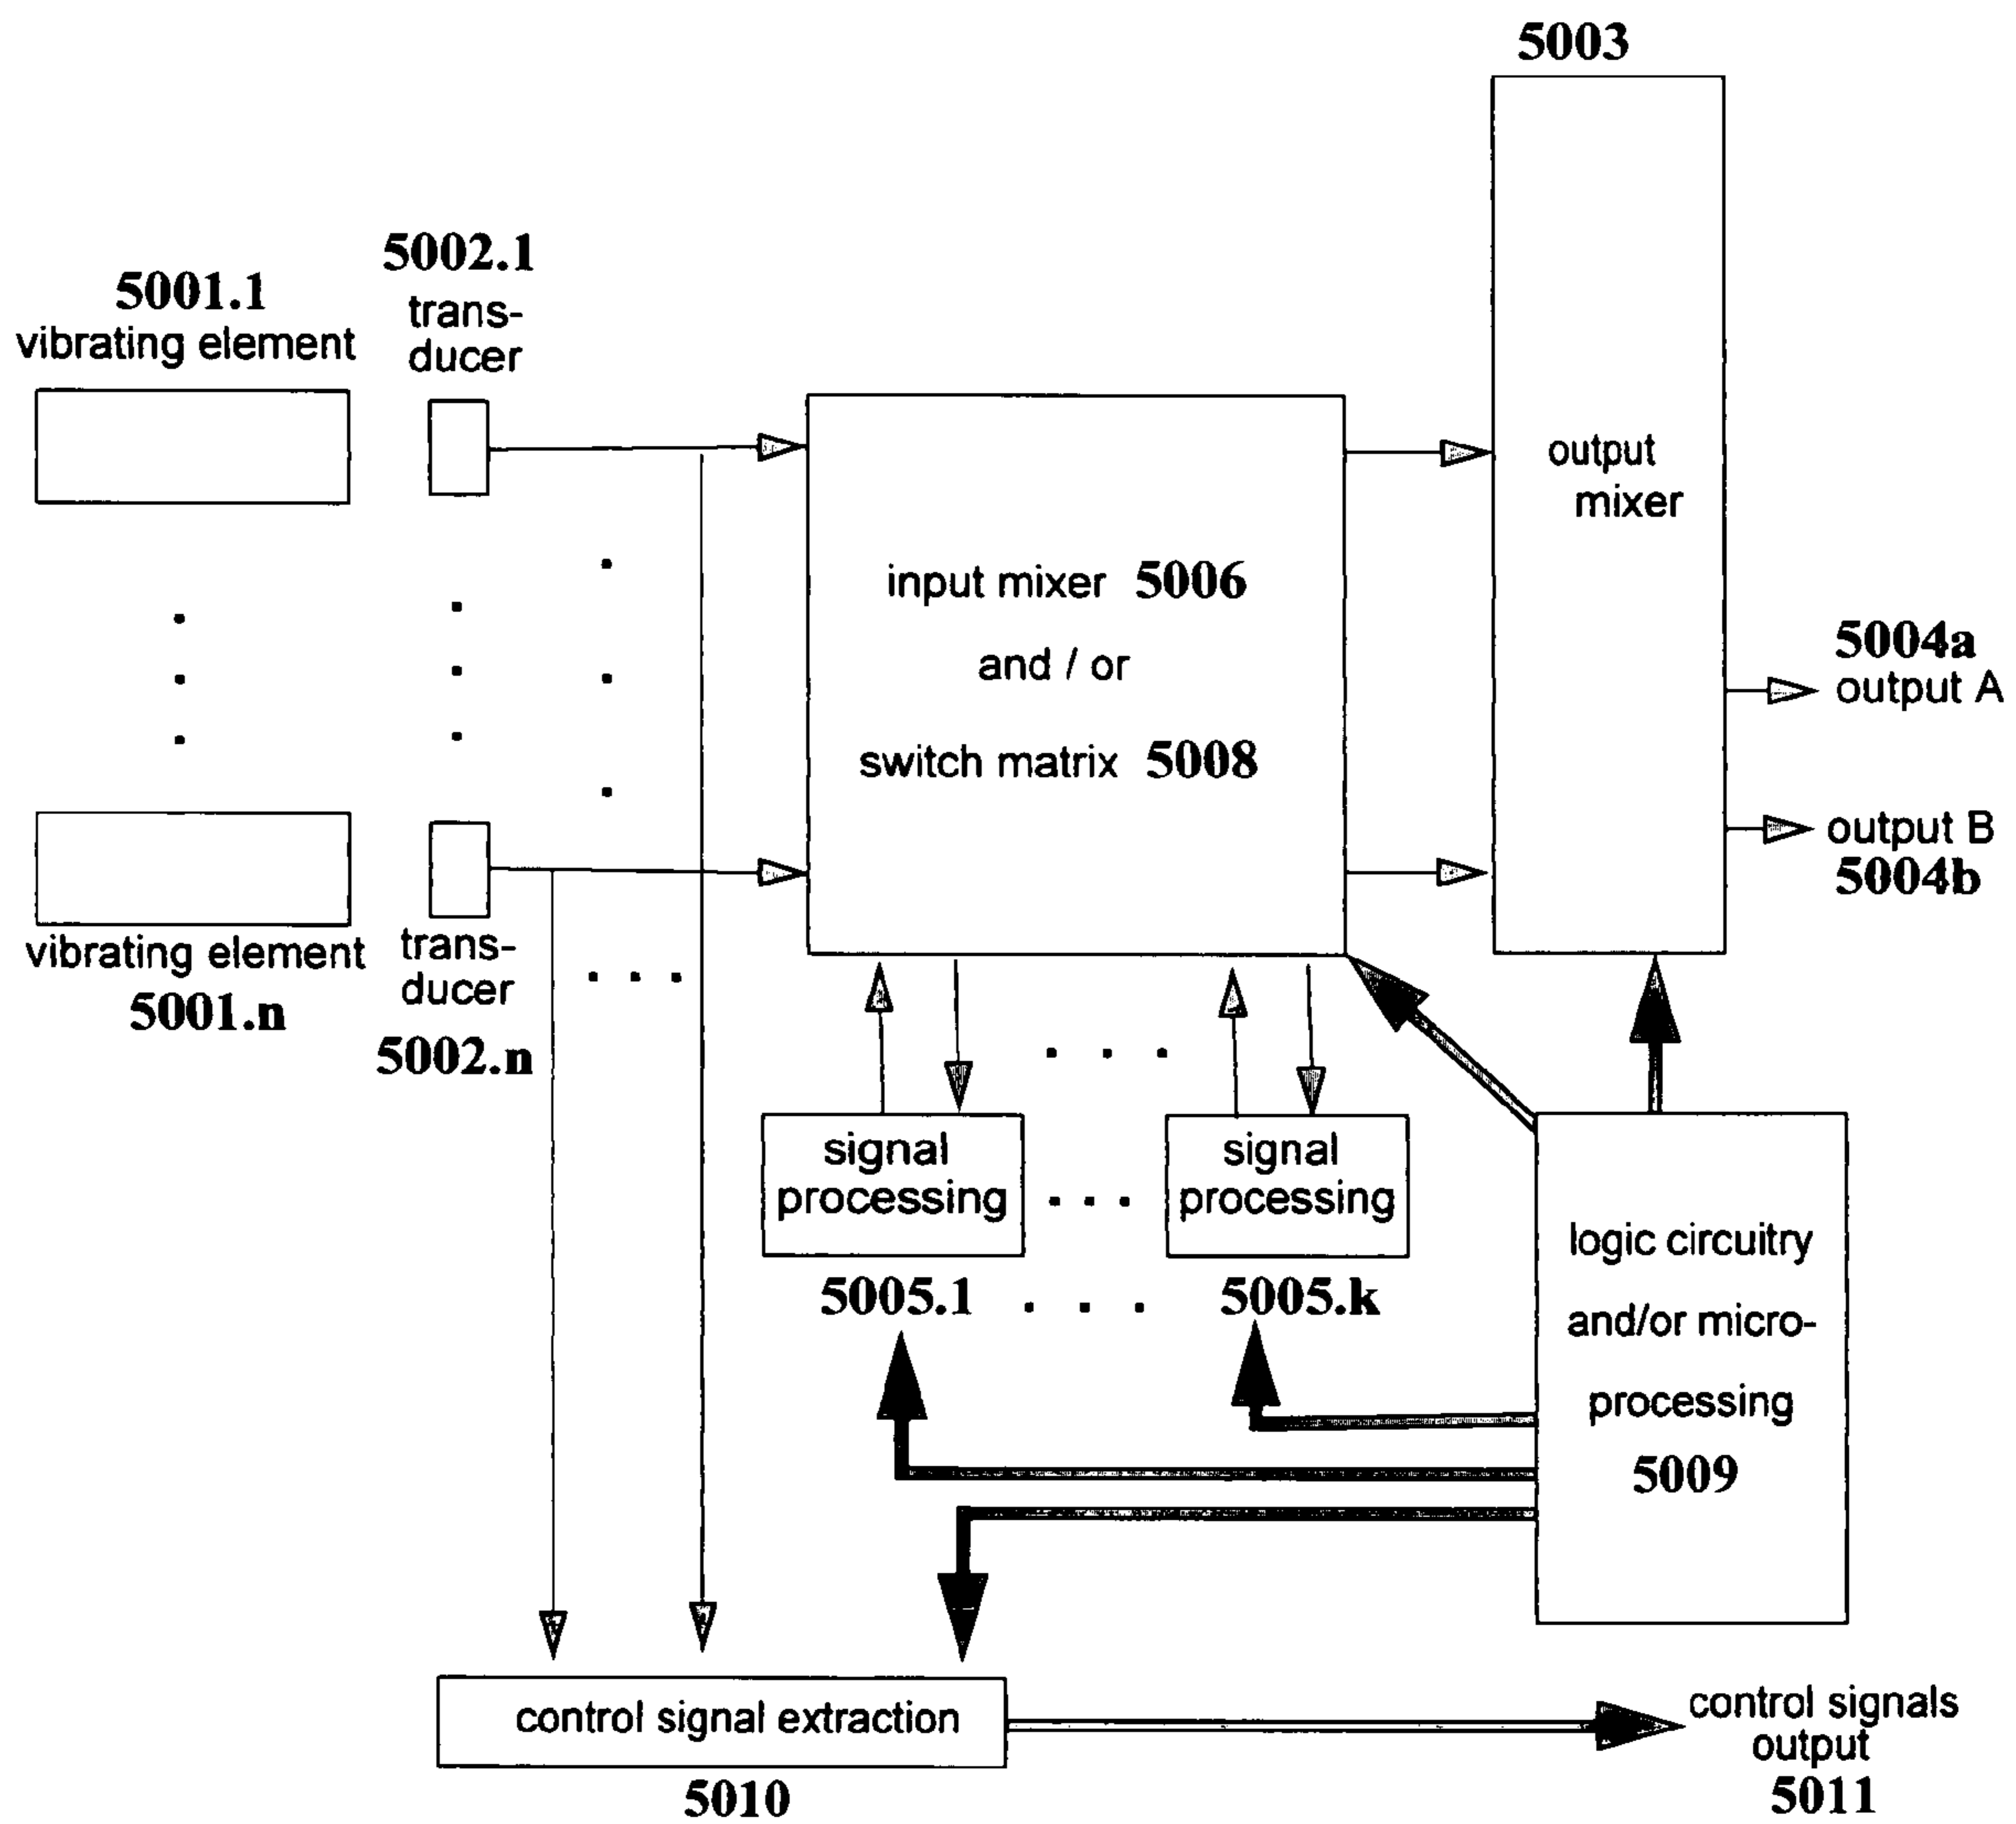 5003
5002.1
trans-
ducer
5001.1
vibrating element
output
mixer
input mixer 5006
and / or
switch matrix 5008
5004a
output A
output B
5004b
vibrating element
5001.n
trans-
ducer
5002.n
. . .
. . .
signal
processing
. . .
signal
processing
5005.1 . . . 5005.k
logic circuitry
and/or micro-
processing
5009
control signal extraction
5010
control signals
output
5011